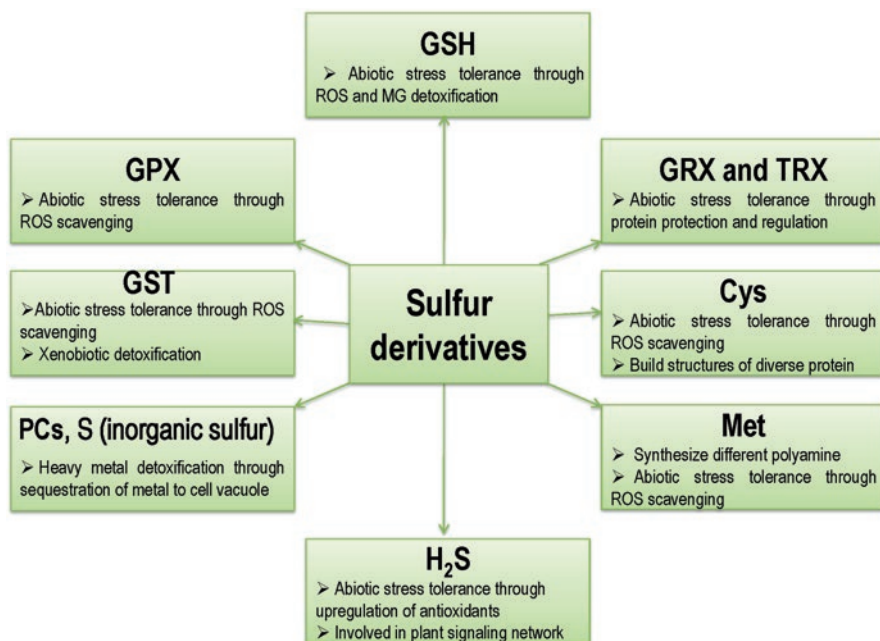 GSH
➢ Abiotic stress tolerance through
ROS and MG detoxification
GPX
➢ Abiotic stress tolerance through
ROS scavenging
GRX and TRX
➢ Abiotic stress tolerance through
protein protection and regulation
GST
➢Abiotic stress tolerance through ROS
scavenging
➢ Xenobiotic detoxification
Sulfur
derivatives
Cys
➢ Abiotic stress tolerance through
ROS scavenging
➢ Build structures of diverse protein
PCs, S (inorganic sulfur)
➢ Heavy metal detoxification through
sequestration of metal to cell vacuole
Met
➢ Synthesize different polyamine
➢ Abiotic stress tolerance through
ROS scavenging
H₂S
➢ Abiotic stress tolerance through
upregulation of antioxidants
➢ Involved in plant signaling network